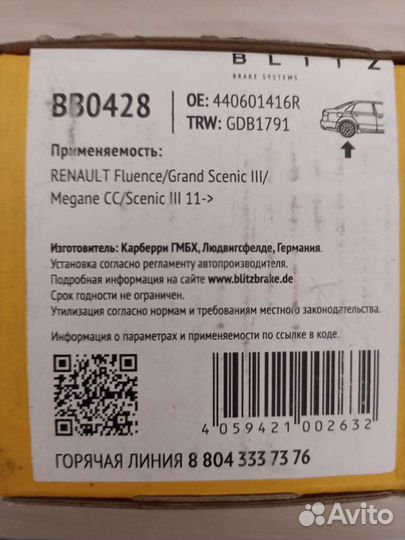 BLITZ
BRAKE SYSTEMS
BB0428
OE: 440601416R
TRW: GDB1791
Применяемость:
RENAULT Fluence/Grand Scenic III/
Megane CC/Scenic III 11->
Изготовитель: Карберри ГМБХ, Людвигсфелде, Германия.
Установка согласно регламенту автопроизводителя.
Подробная информация на сайте www.blitzbrake.de
Срок годности не ограничен.
Утилизация согласно нормам и требованиям местного законодательства.
Информация о параметрах и применяемости по ссылке в коде.
4 059421 002632
ГОРЯЧАЯ ЛИНИЯ 8 804 333 73 76
Avito